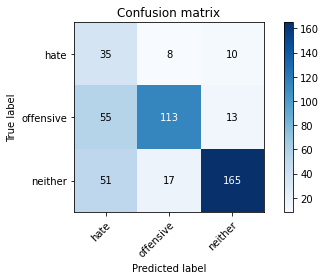 Confusion matrix
hate 35 8 10
offensive 55 113 13
neither 51 17 165
hate offensive neither
True label
Predicted label
160
140
120
100
80
60
40
20